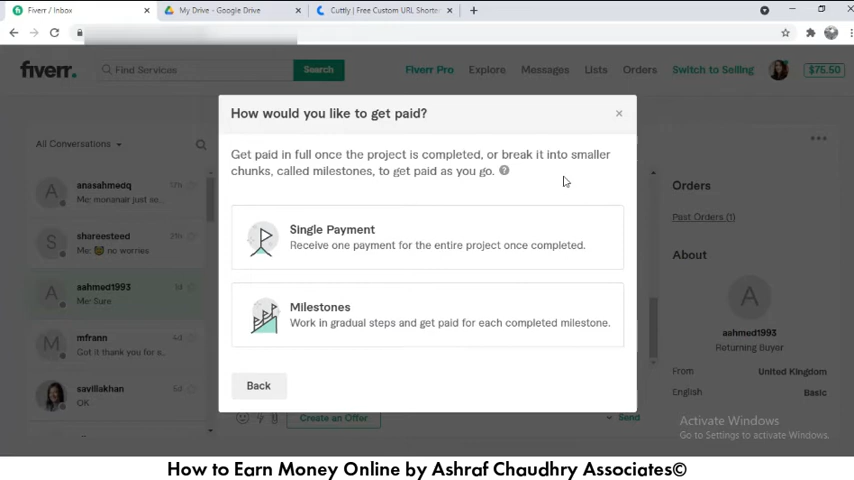 Fiverr / Inbox
My Drive - Google Drive
Cuttly | Free Custom URL Shorte
fiverr.
Find Services
Search
Fiverr Pro
Explore
Messages
Lists
Orders
Switch to Selling
$75.50
All Conversations
anasahmedq
Me: monanair just ne...
shareesteed
21h
Me: 😺 no worries
aahmed1993
1d
Me: Sure
mfrann
4d
Got it thank you for s...
savillakhan
5d
OK
How would you like to get paid?
Get paid in full once the project is completed, or break it into smaller
chunks, called milestones, to get paid as you go.
Single Payment
Receive one payment for the entire project once completed.
Milestones
Work in gradual steps and get paid for each completed milestone.
Back
Create an Offer
Send
Orders
Past Orders (1)
About
aahmed1993
Returning Buyer
From
United Kingdom
English
Basic
Activate Windows
Go to Settings to activate Windows.
How to Earn Money Online by Ashraf Chaudhry Associates©